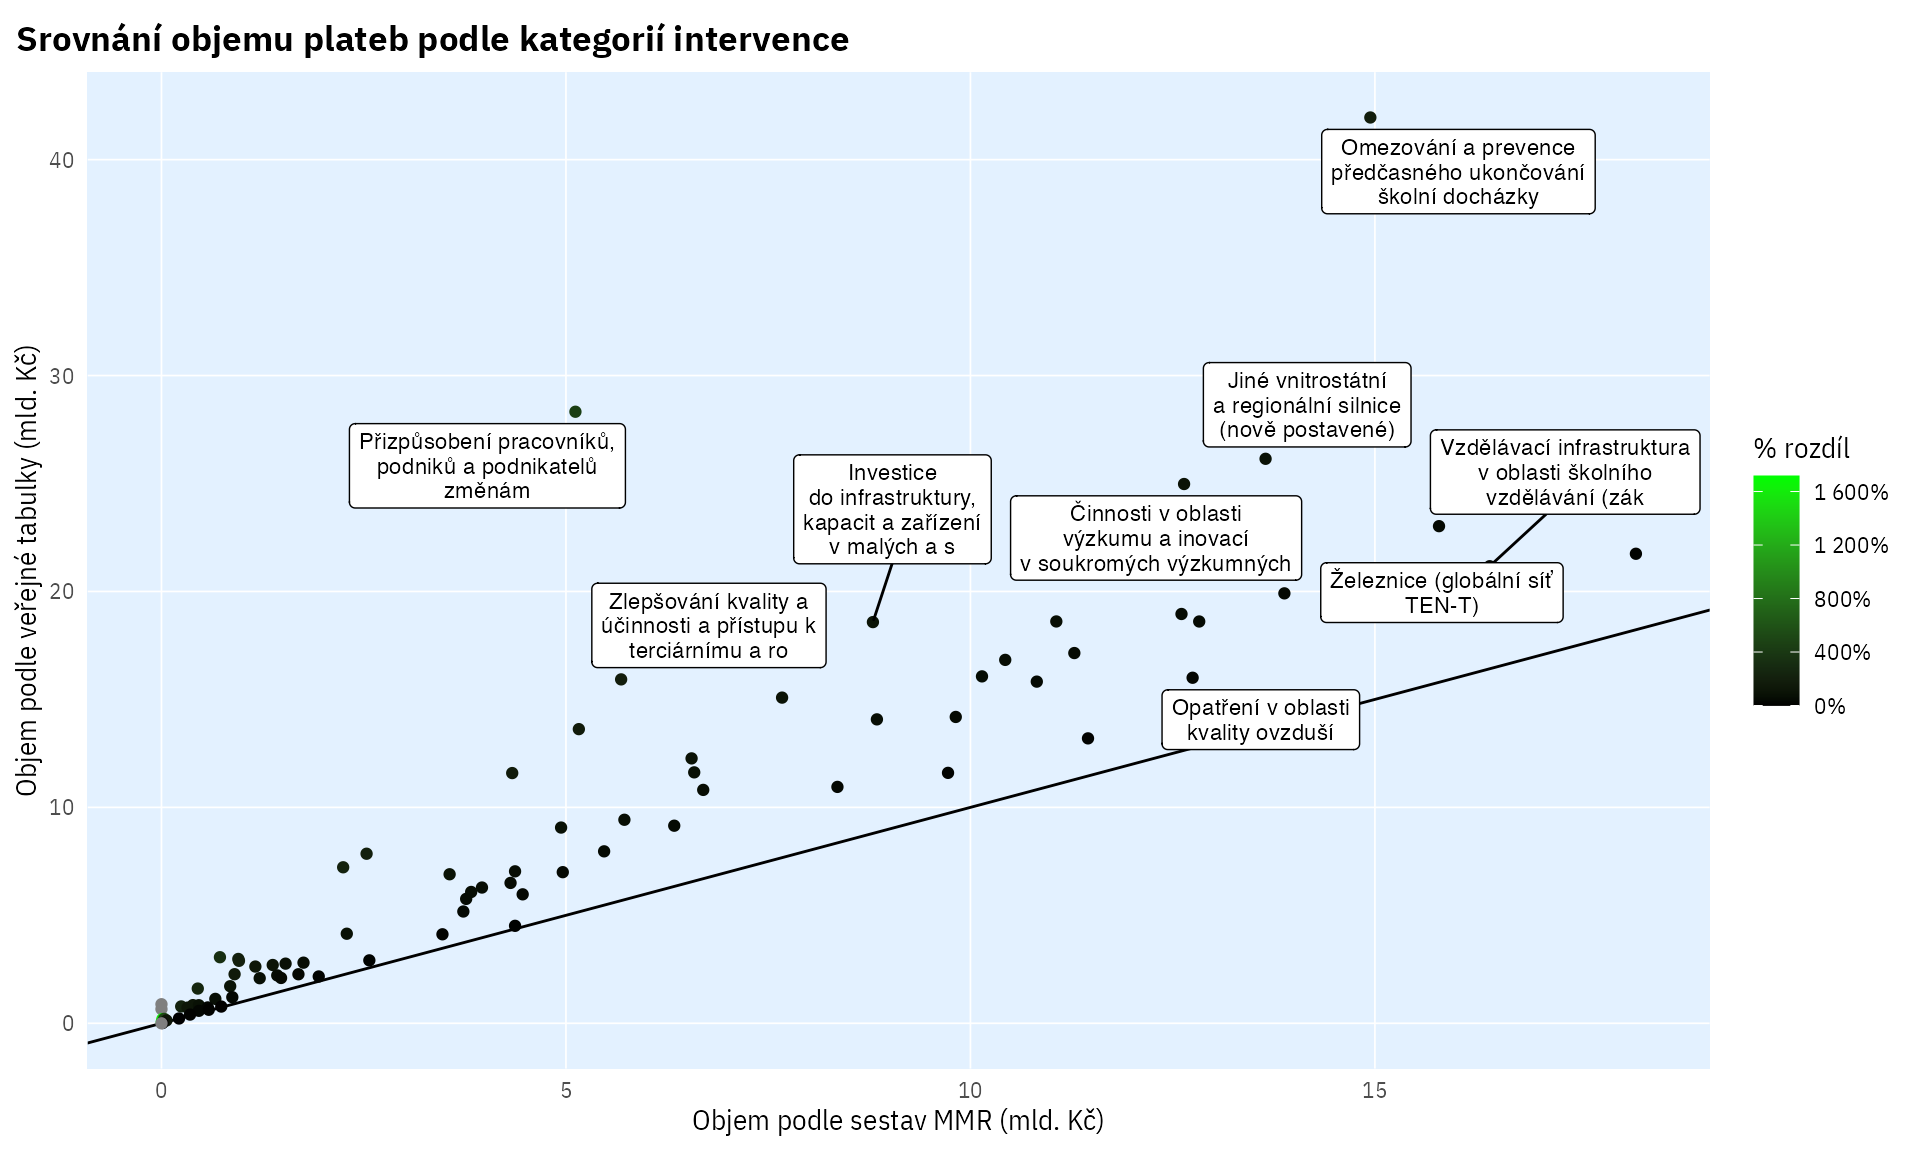 Srovnání objemu plateb podle kategorií intervence
Objem podle veřejné tabulky (mld. Kč)
40
30
20
10
0
Omezování a prevence
předčasného ukončování
školní docházky
Jiné vnitrostátní
a regionální silnice
(nově postavené)
Přizpůsobení pracovníků,
podniků a podnikatelů
změnám
Vzdělávací infrastruktura
v oblasti školního
vzdělávání (zák
Investice
do infrastruktury,
kapacit a zařízení
v malých a s
Činnosti v oblasti
výzkumu a inovací
v soukromých výzkumných
Železnice (globální síť
TEN-T)
Zlepšování kvality a
účinnosti a přístupu k
terciárnímu a ro
Opatření v oblasti
kvality ovzduší
% rozdíl
1 600%
1 200%
800%
400%
0%
0
5
10
15
Objem podle sestav MMR (mld. Kč)